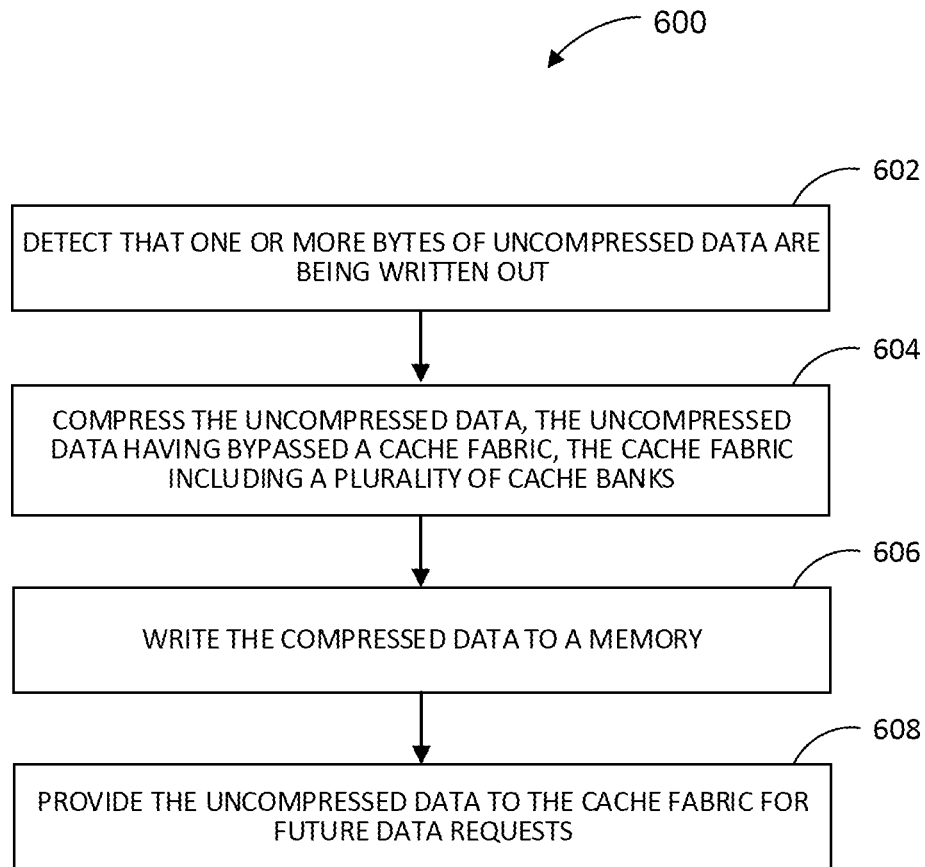 600
602
DETECT THAT ONE OR MORE BYTES OF UNCOMPRESSED DATA ARE
BEING WRITTEN OUT
604
COMPRESS THE UNCOMPRESSED DATA, THE UNCOMPRESSED
DATA HAVING BYPASSED A CACHE FABRIC, THE CACHE FABRIC
INCLUDING A PLURALITY OF CACHE BANKS
606
WRITE THE COMPRESSED DATA TO A MEMORY
608
PROVIDE THE UNCOMPRESSED DATA TO THE CACHE FABRIC FOR
FUTURE DATA REQUESTS